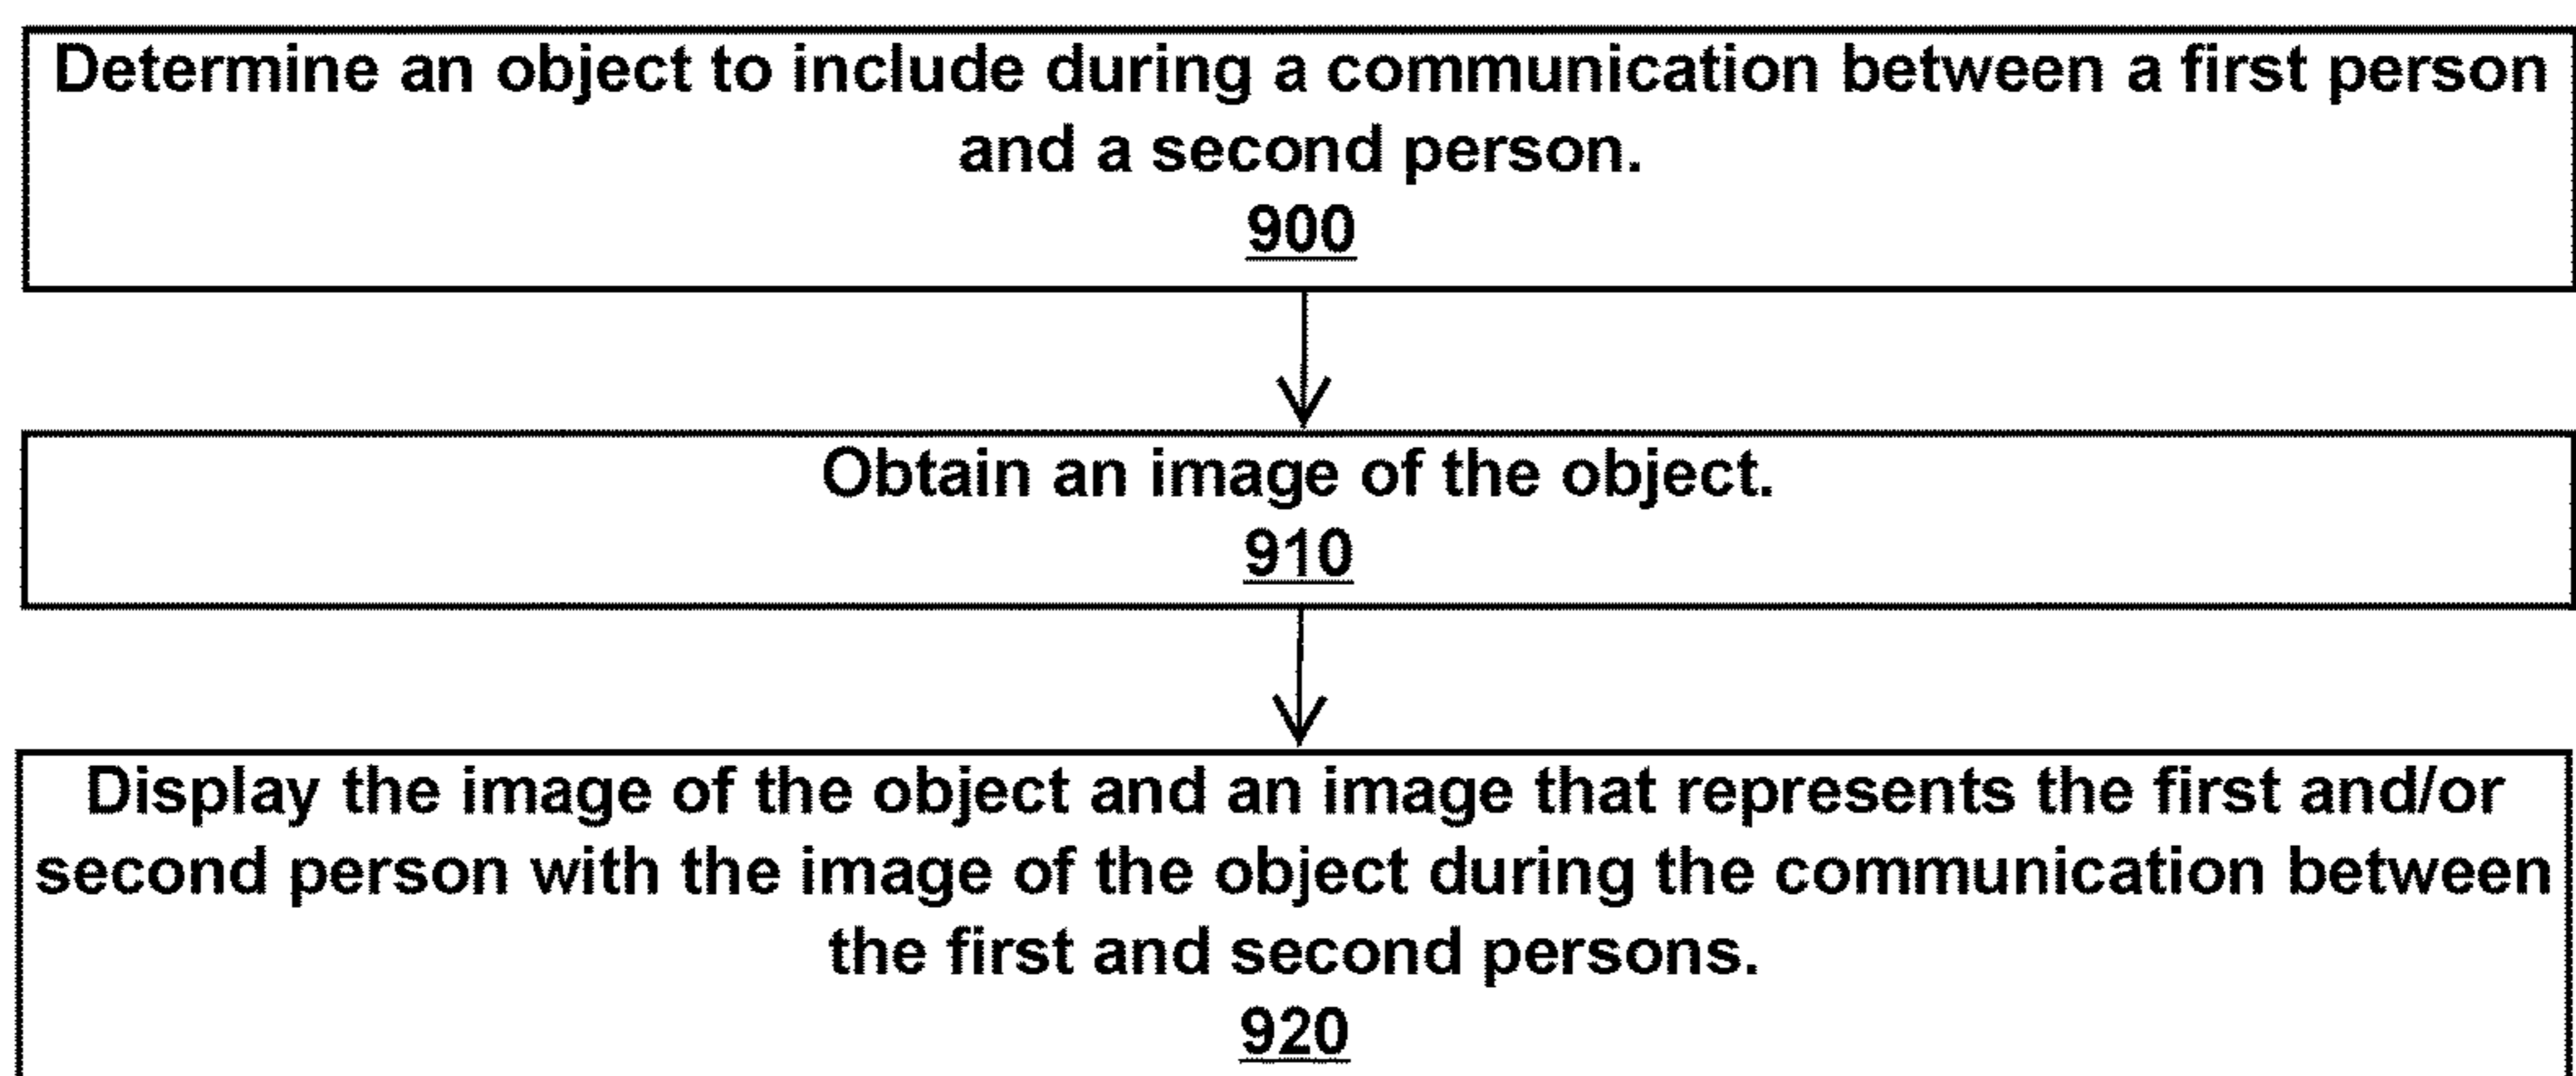 Determine an object to include during a communication between a first person
and a second person.
900
Obtain an image of the object.
910
Display the image of the object and an image that represents the first and/or
second person with the image of the object during the communication between
the first and second persons.
920